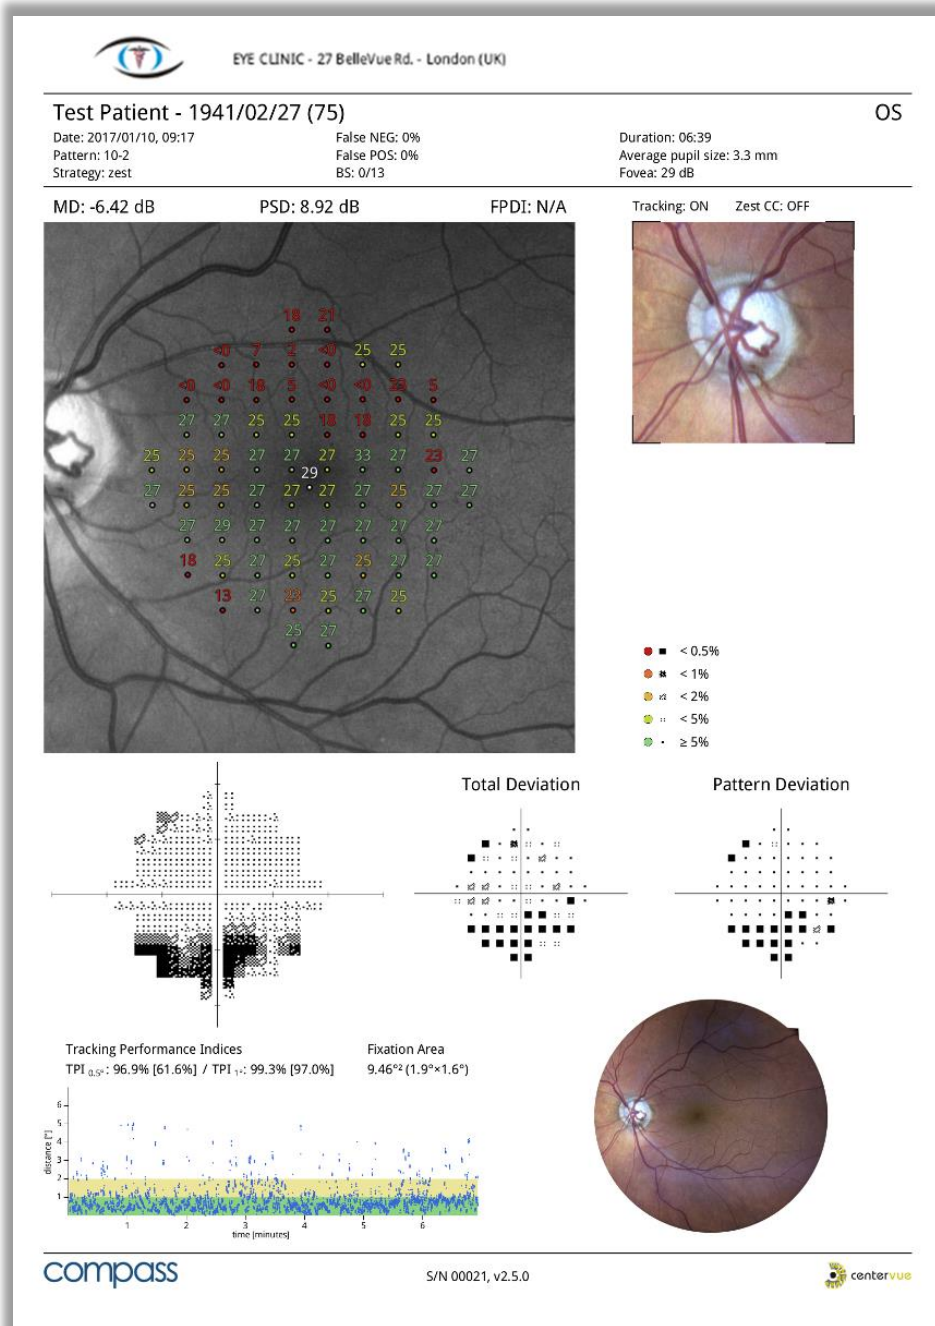 EYE CLINIC - 27 BelleVue Rd. - London (UK)
Test Patient - 1941/02/27 (75) OS
Date: 2017/01/10, 09:17 False NEG: 0% Duration: 06:39
Pattern: 10-2 False POS: 0% Average pupil size: 3.3 mm
Strategy: zest BS: 0/13 Fovea: 29 dB
MD: -6.42 dB PSD: 8.92 dB FPDI: N/A Tracking: ON Zest CC: OFF
18 21
<0 7 2 <0 25 25
<0 <0 18 5 <0 <0 23 5
27 27 25 25 18 18 25 25
25 25 25 27 27 27 33 27 23 27
29
27 25 25 27 27 27 27 25 27 27
27 29 27 27 27 27 27 27
18 25 27 25 27 25 27 27
13 27 25 27 25
25 27
< 0.5%
< 1%
< 2%
< 5%
≥ 5%
Total Deviation Pattern Deviation
Tracking Performance Indices Fixation Area
TPI 0.5°: 96.9% [61.6%] / TPI 1°: 99.3% [97.0%] 9.46°² (1.9°×1.6°)
distance [°]
6
5
4
3
2
1
1 2 3 4 5 6
time [minutes]
compass S/N 00021, v2.5.0 centervue